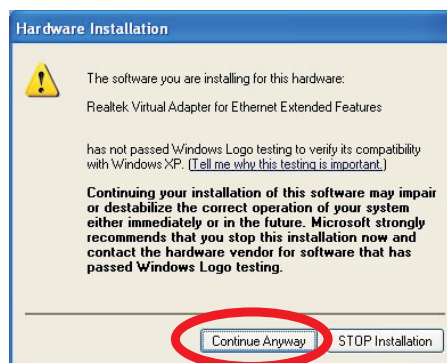 Hardware Installation
The software you are installing for this hardware:
Realtek Virtual Adapter for Ethernet Extended Features
has not passed Windows Logo testing to verify its compatibility
with Windows XP. (Tell me why this testing is important.)
Continuing your installation of this software may impair
or destabilize the correct operation of your system
either immediately or in the future. Microsoft strongly
recommends that you stop this installation now and
contact the hardware vendor for software that has
passed Windows Logo testing.
Continue Anyway STOP Installation